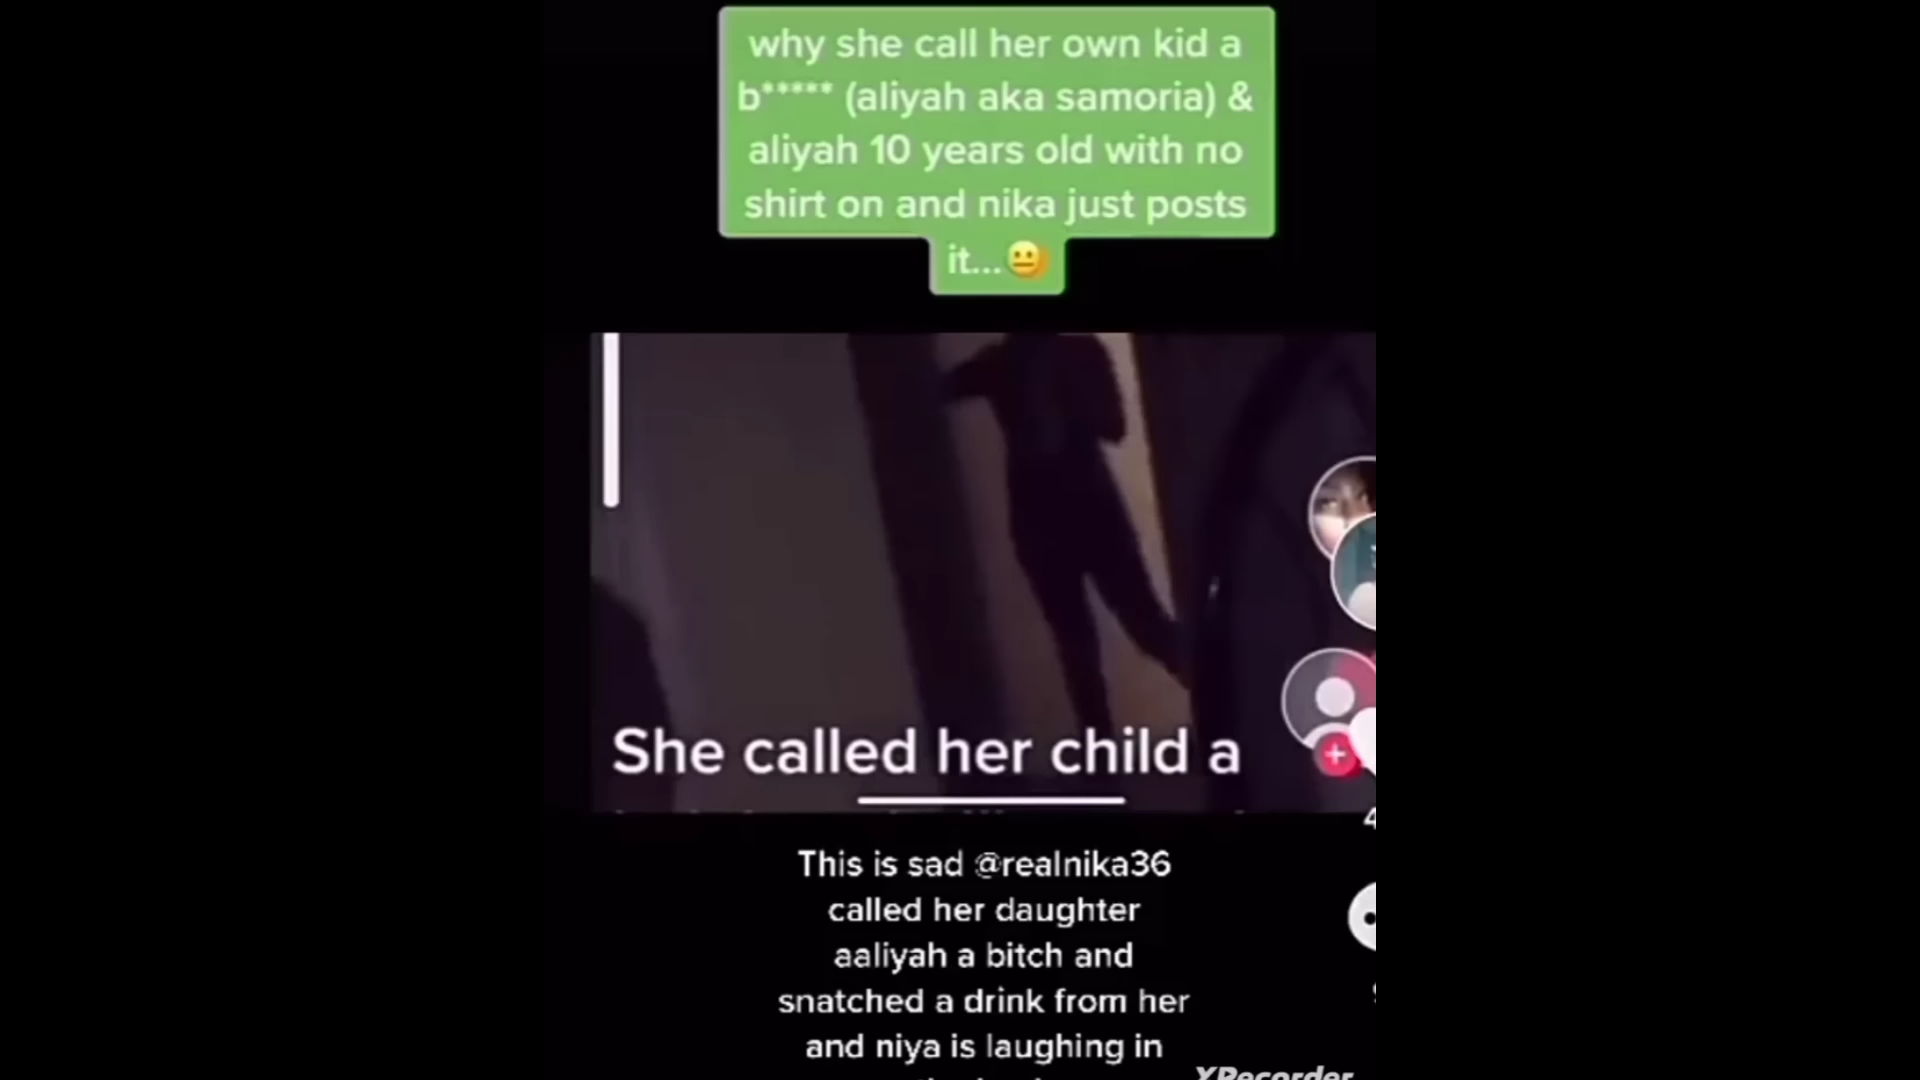 why she call her own kid a
b***** (aliyah aka samoria) &
aliyah 10 years old with no
shirt on and nika just posts
it...😐
She called her child a
This is sad @realnika36
called her daughter
aaliyah a bitch and
snatched a drink from her
and niya is laughing in
XRecorder